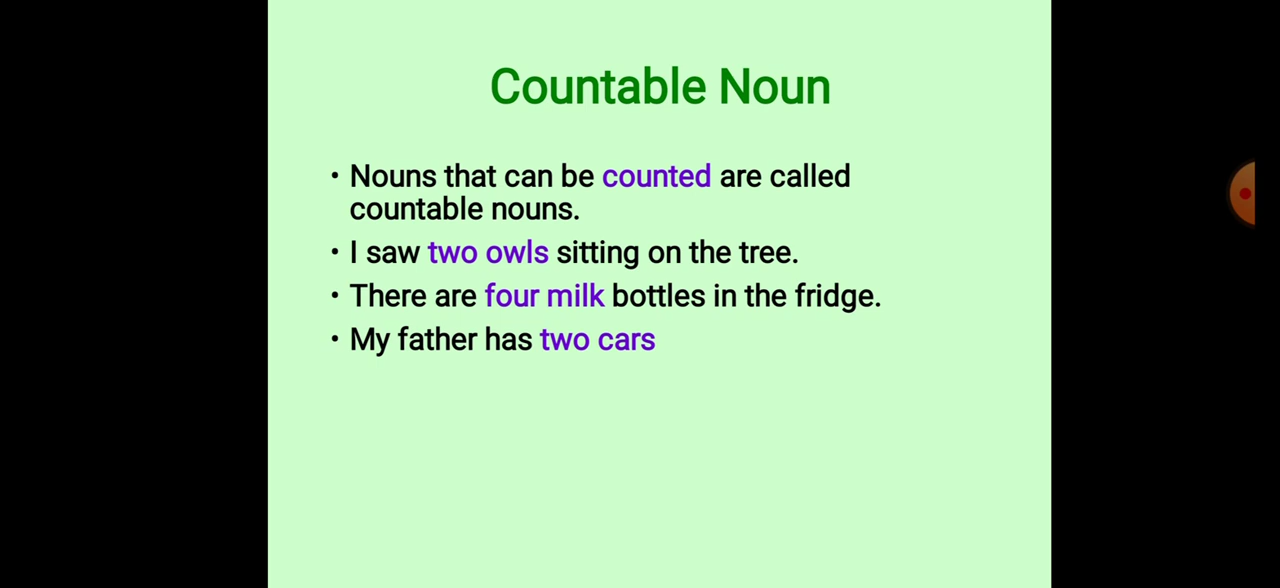 Countable Noun
• Nouns that can be counted are called
countable nouns.
• I saw two owls sitting on the tree.
• There are four milk bottles in the fridge.
• My father has two cars